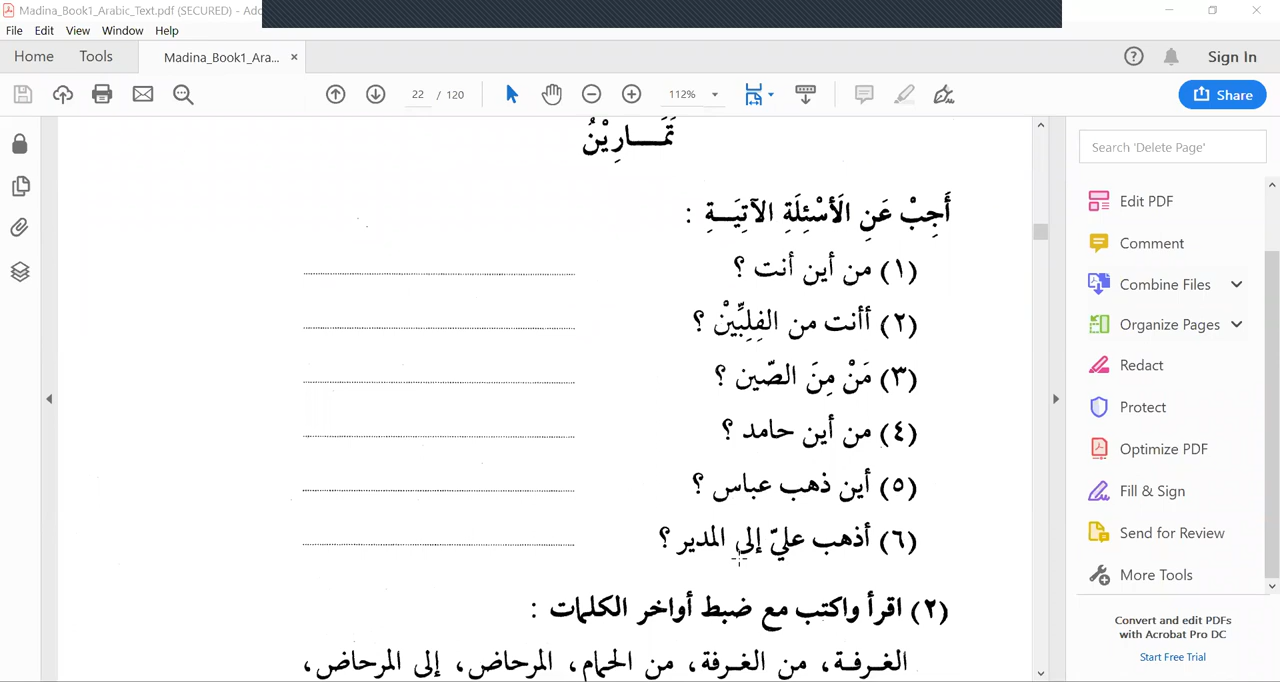 Madina_Book1_Arabic_Text.pdf (SECURED) - Ado
File Edit View Window Help
Home Tools Madina_Book1_Ara... × Sign In
22 / 120 112% Share
تَمَـــارِيْنُ
أَجِبْ عَنِ الَأسْئِلَةِ الآتِيَـــةِ :
(١) من أين أنت ؟
(٢) أأنت من الفِلِبِّيْنْ ؟
(٣) مَنْ مِنَ الصّين ؟
(٤) من أين حامد ؟
(٥) أين ذهب عباس ؟
(٦) أذهب عليّ إلى المدير ؟
(٢) اقرأ واكتب مع ضبط أواخر الكلمات :
الغـرفـة، من الغـرفة، من الحمام، المرحاض، إلى المرحاض،
Search 'Delete Page'
Edit PDF
Comment
Combine Files
Organize Pages
Redact
Protect
Optimize PDF
Fill & Sign
Send for Review
More Tools
Convert and edit PDFs
with Acrobat Pro DC
Start Free Trial